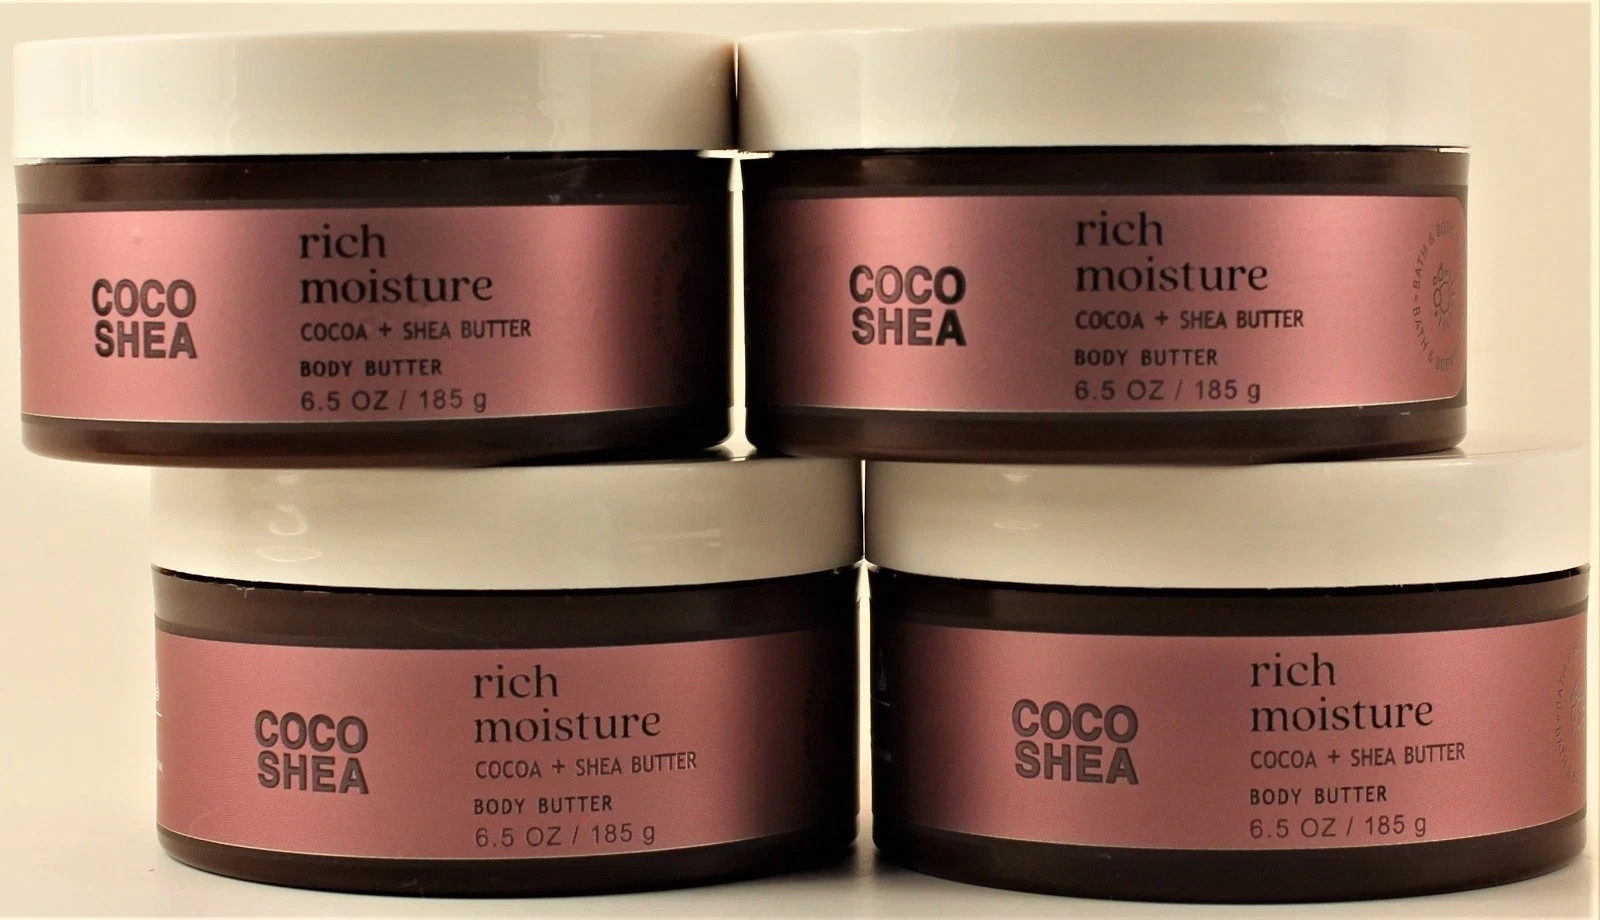 COCO
SHEA
rich
moisture
COCOA + SHEA BUTTER
BODY BUTTER
6.5 OZ / 185 g
COCO
SHEA
rich
moisture
COCOA + SHEA BUTTER
BODY BUTTER
6.5 OZ / 185 g
BATH & BODY
COCO
SHEA
rich
moisture
COCOA + SHEA BUTTER
BODY BUTTER
6.5 OZ / 185 g
COCO
SHEA
rich
moisture
COCOA + SHEA BUTTER
BODY BUTTER
6.5 OZ / 185 g